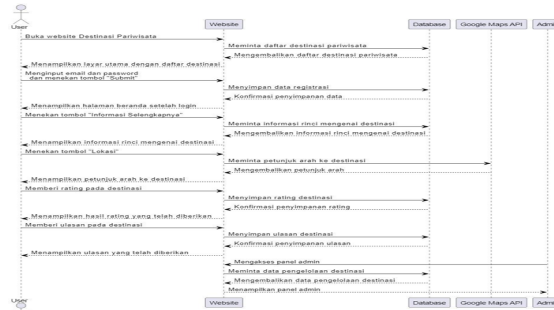 User
Website
Database
Google Maps API
Admi
Buka website Destinasi Pariwisata
Meminta daftar destinasi pariwisata
Mengembalikan daftar destinasi pariwisata
Menampilkan layar utama dengan daftar destinasi
Menginput email dan password
dan menekan tombol "Submit"
Menyimpan data registrasi
Konfirmasi penyimpanan data
Menampilkan halaman beranda setelah login
Menekan tombol "Informasi Selengkapnya"
Meminta informasi rinci mengenai destinasi
Mengembalikan informasi rinci mengenai destinasi
Menampilkan informasi rinci mengenai destinasi
Menekan tombol "Lokasi"
Meminta petunjuk arah ke destinasi
Mengembalikan petunjuk arah
Menampilkan petunjuk arah ke destinasi
Memberi rating pada destinasi
Menyimpan rating destinasi
Konfirmasi penyimpanan rating
Menampilkan hasil rating yang telah diberikan
Memberi ulasan pada destinasi
Menyimpan ulasan destinasi
Konfirmasi penyimpanan ulasan
Menampilkan ulasan yang telah diberikan
Mengakses panel admin
Meminta data pengelolaan destinasi
Mengembalikan data pengelolaan destinasi
Menampilkan panel admin
User
Website
Database
Google Maps API
Admi